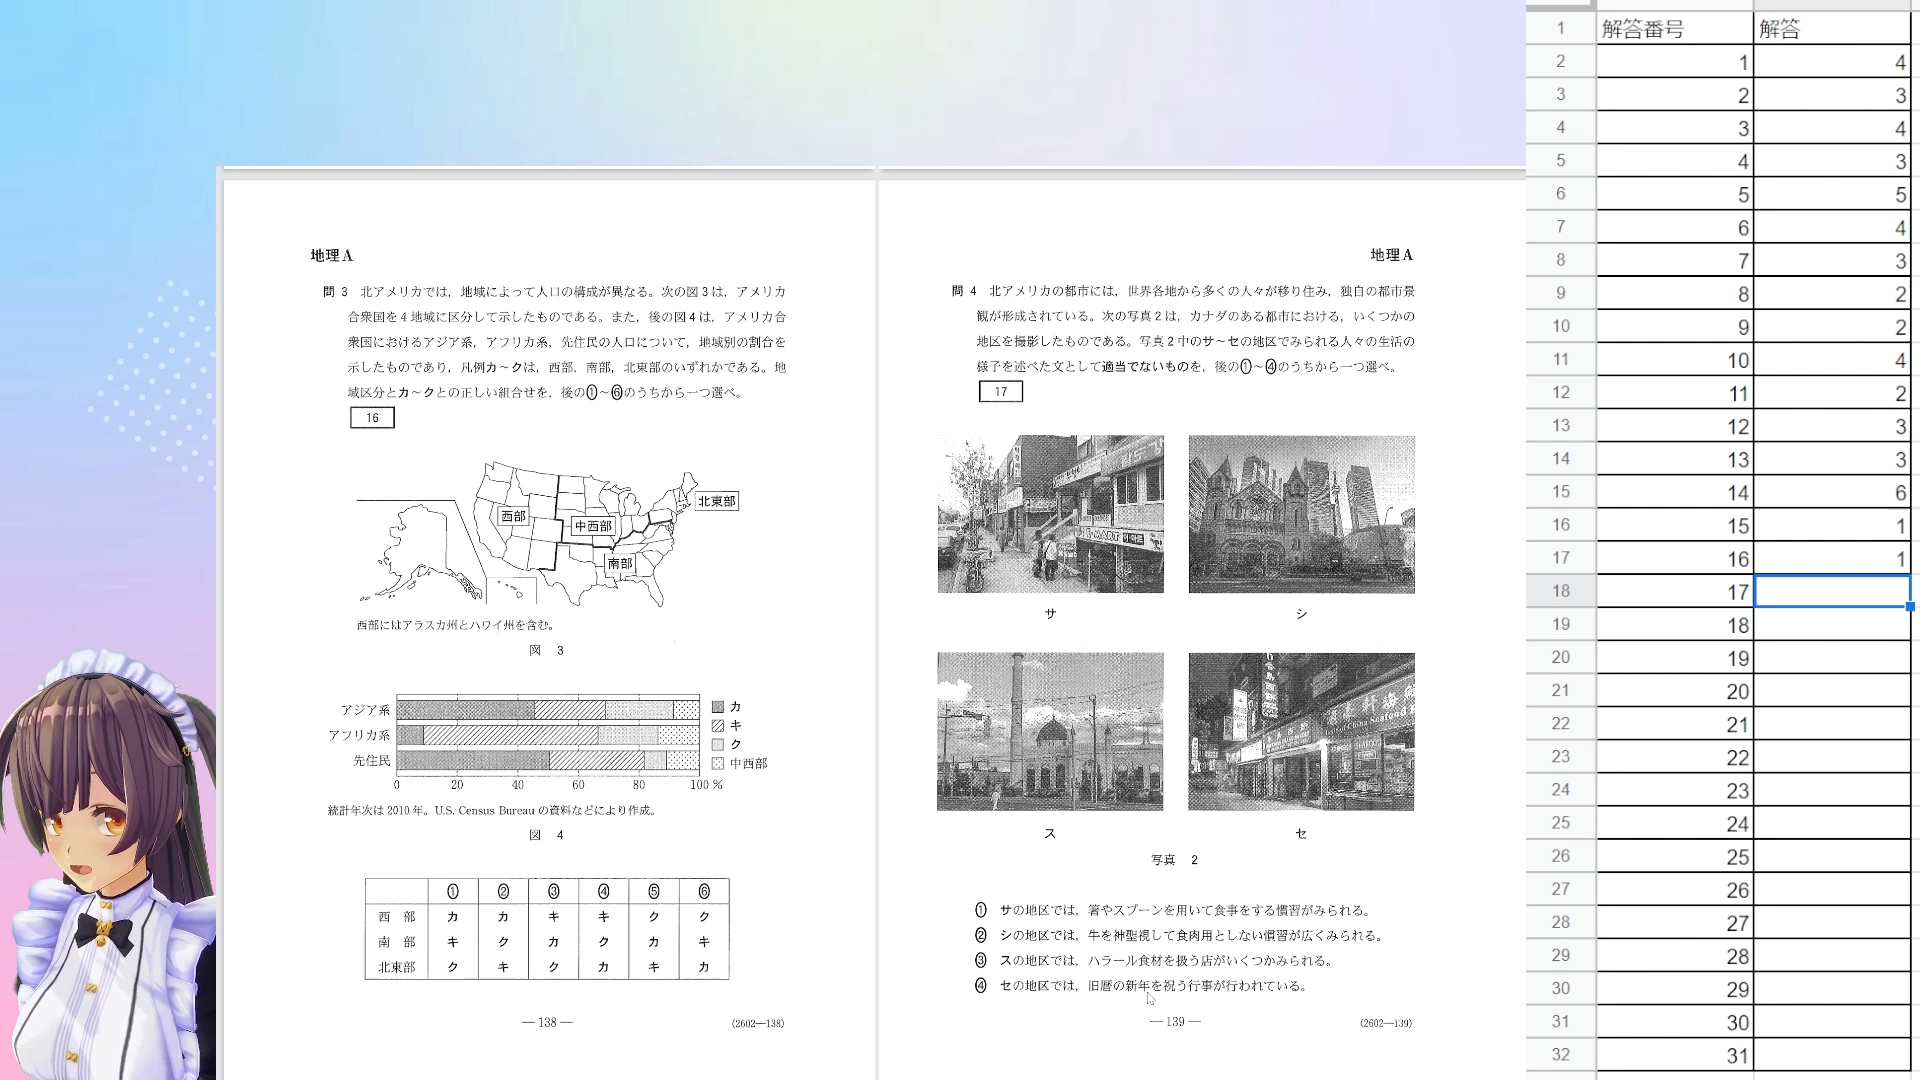 地理A
問 3 北アメリカでは，地域によって人口の構成が異なる。次の図3は，アメリカ
合衆国を4地域に区分して示したものである。また，後の図4は，アメリカ合
衆国におけるアジア系，アフリカ系，先住民の人口について，地域別の割合を
示したものであり，凡例カ～クは，西部，南部，北東部のいずれかである。地
域区分とカ～クとの正しい組合せを，後の①～⑥のうちから一つ選べ。
16
北東部
西部
中西部
南部
西部にはアラスカ州とハワイ州を含む。
図 3
アジア系
アフリカ系
先住民
カ
キ
ク
中西部
0 20 40 60 80 100 %
統計年次は2010年。U.S. Census Bureau の資料などにより作成。
図 4
① ② ③ ④ ⑤ ⑥
西 部 カ カ キ キ ク ク
南 部 キ ク カ ク カ キ
北東部 ク キ ク カ キ カ
— 138 —
(2602—138)
地理A
問 4 北アメリカの都市には，世界各地から多くの人々が移り住み，独自の都市景
観が形成されている。次の写真2は，カナダのある都市における，いくつかの
地区を撮影したものである。写真2中のサ～セの地区でみられる人々の生活の
様子を述べた文として適当でないものを，後の①～④のうちから一つ選べ。
17
MART
China Seafood
サ
シ
ス
セ
写真 2
① サの地区では，箸やスプーンを用いて食事をする慣習がみられる。
② シの地区では，牛を神聖視して食肉用としない慣習が広くみられる。
③ スの地区では，ハラール食材を扱う店がいくつかみられる。
④ セの地区では，旧暦の新年を祝う行事が行われている。
— 139 —
(2602—139)
1 解答番号 解答
2 1 4
3 2 3
4 3 4
5 4 3
6 5 5
7 6 4
8 7 3
9 8 2
10 9 2
11 10 4
12 11 2
13 12 3
14 13 3
15 14 6
16 15 1
17 16 1
18 17
19 18
20 19
21 20
22 21
23 22
24 23
25 24
26 25
27 26
28 27
29 28
30 29
31 30
32 31